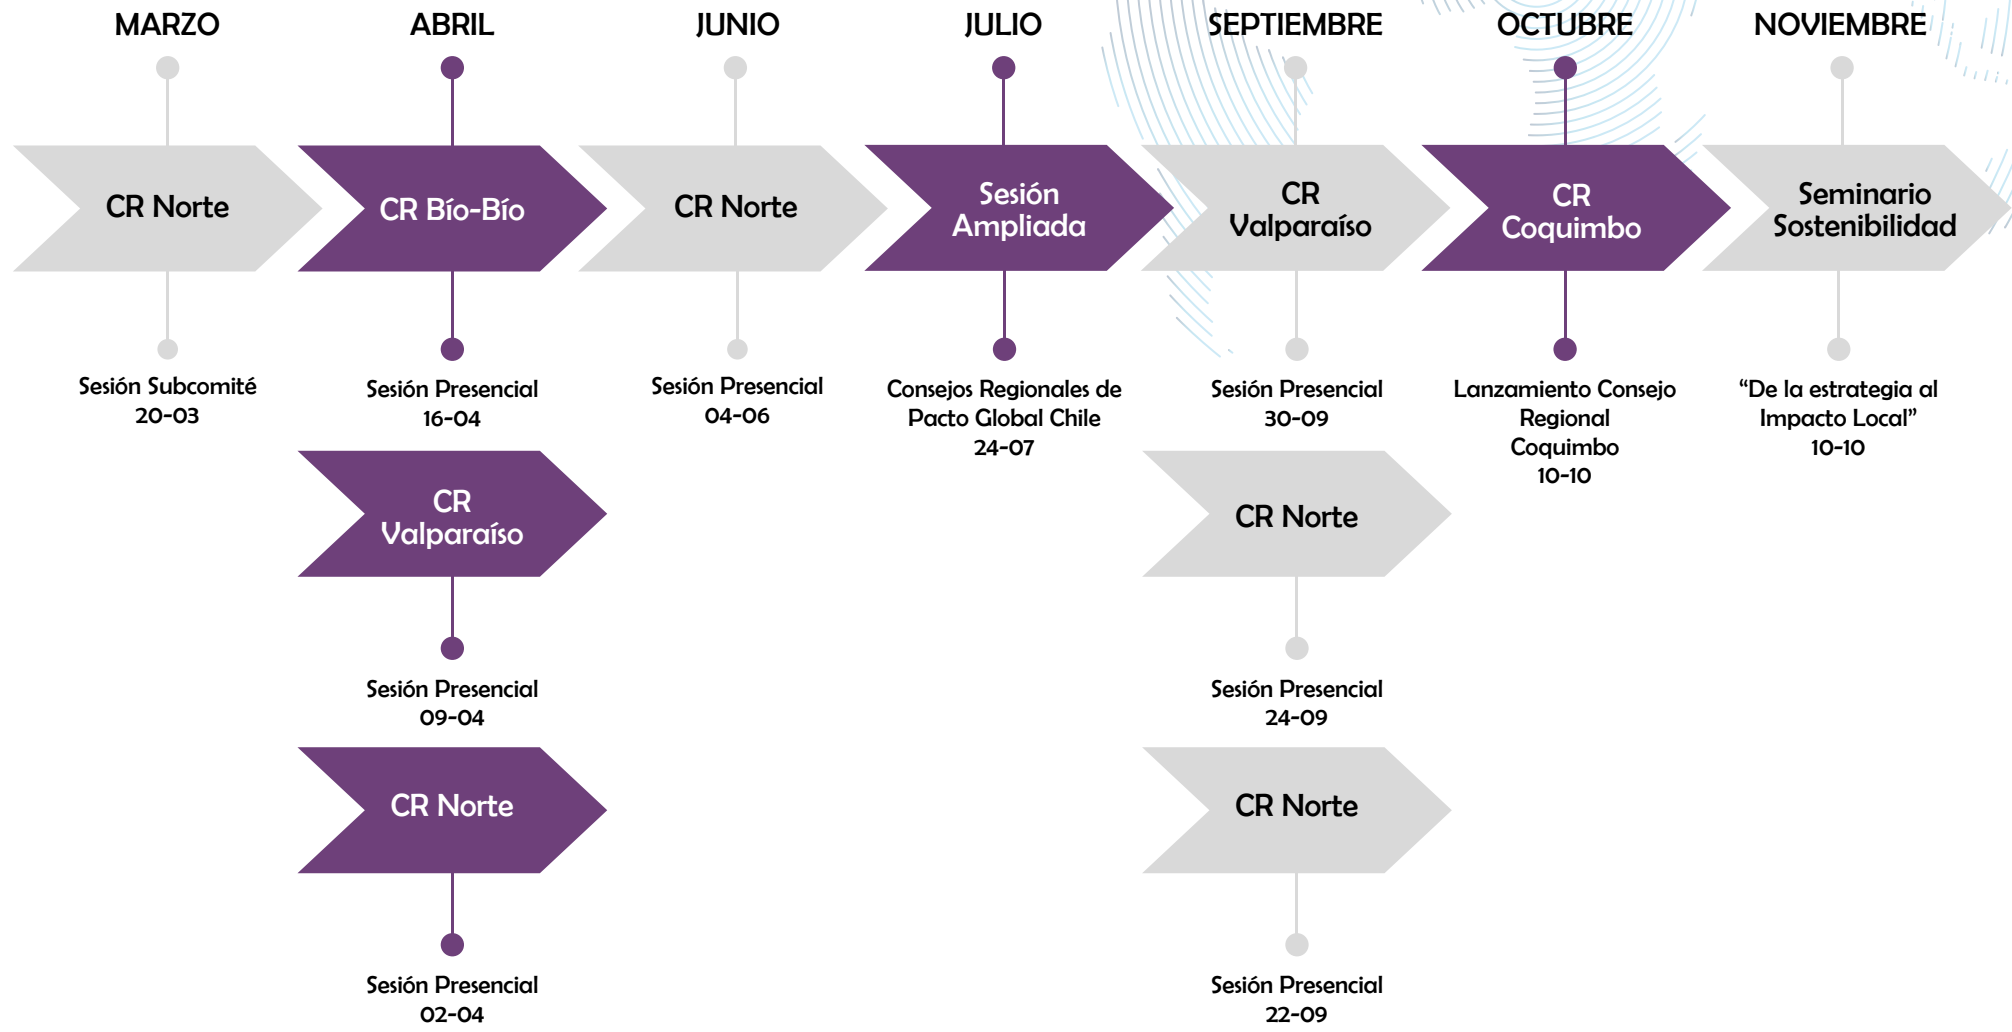 MARZO
ABRIL
JUNIO
JULIO
SEPTIEMBRE
OCTUBRE
NOVIEMBRE
CR Norte
CR Bío-Bío
CR Norte
Sesión
Ampliada
CR
Valparaíso
CR
Coquimbo
Seminario
Sostenibilidad
Sesión Subcomité
20-03
Sesión Presencial
16-04
Sesión Presencial
04-06
Consejos Regionales de
Pacto Global Chile
24-07
Sesión Presencial
30-09
Lanzamiento Consejo
Regional
Coquimbo
10-10
“De la estrategia al
Impacto Local”
10-10
CR
Valparaíso
Sesión Presencial
09-04
CR Norte
Sesión Presencial
24-09
CR Norte
Sesión Presencial
02-04
CR Norte
Sesión Presencial
22-09